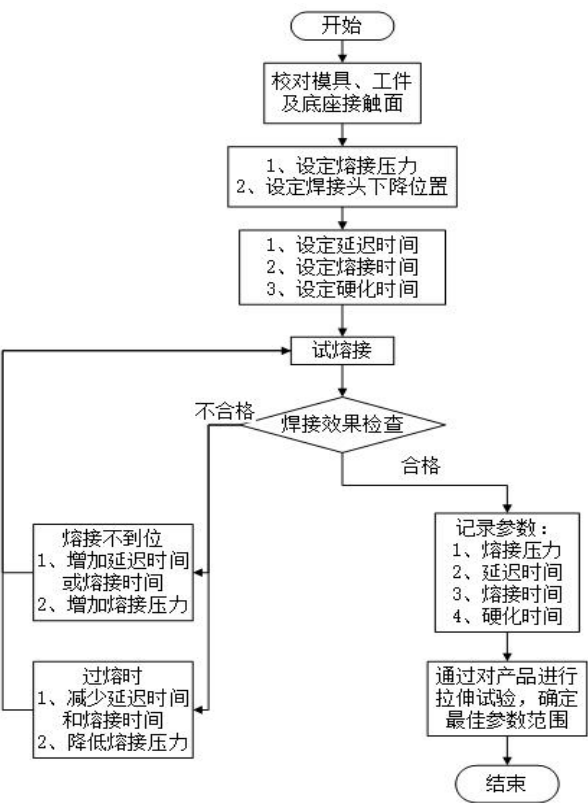 开始
校对模具、工件
及底座接触面
1、设定熔接压力
2、设定焊接头下降位置
1、设定延迟时间
2、设定熔接时间
3、设定硬化时间
试熔接
焊接效果检查
不合格
合格
熔接不到位
1、增加延迟时间
或熔接时间
2、增加熔接压力
过熔时
1、减少延迟时间
和熔接时间
2、降低熔接压力
记录参数：
1、熔接压力
2、延迟时间
3、熔接时间
4、硬化时间
通过对产品进行
拉伸试验，确定
最佳参数范围
结束